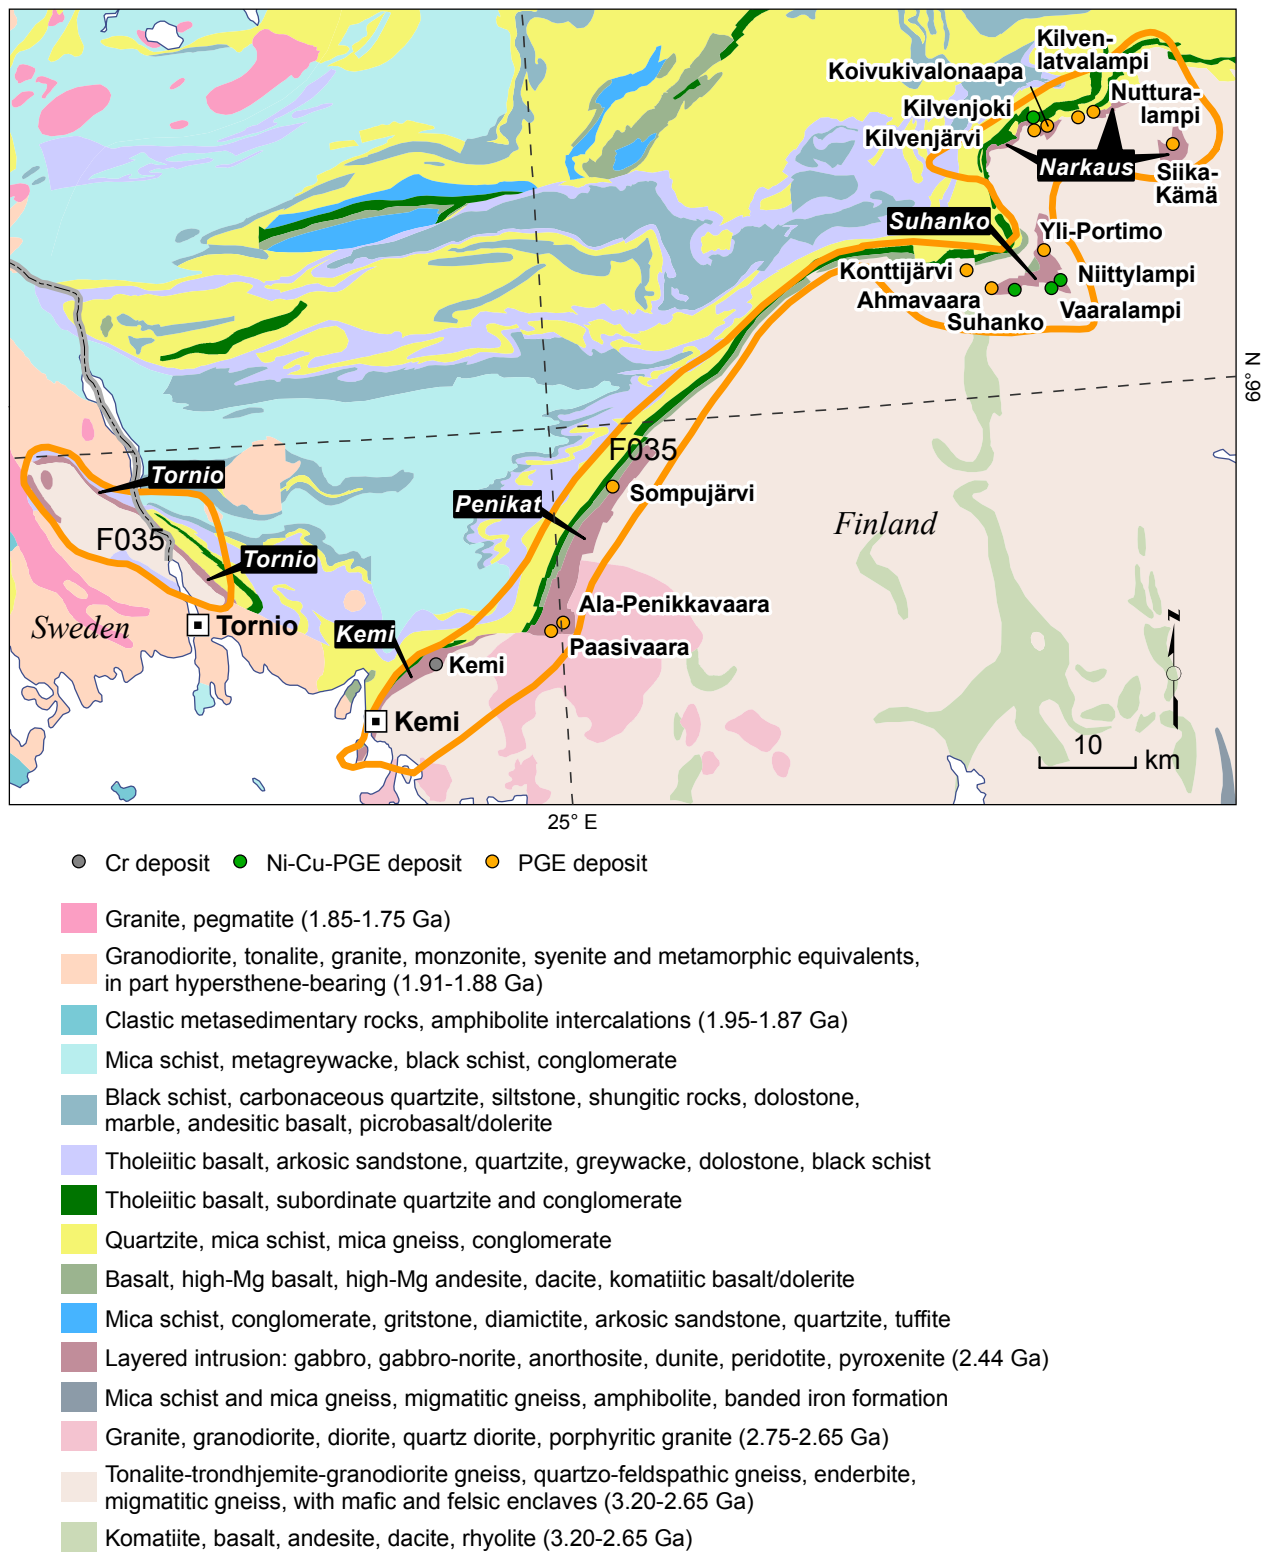 Kilven-
latvalampi
Koivukivalonaapa
Nuttura-
lampi
Kilvenjoki
Kilvenjärvi
Narkaus
Siika-
Kämä
Suhanko
Yli-Portimo
Konttijärvi
Niittylampi
Ahmavaara
Vaaralampi
Suhanko
66° N
F035
Tornio
Penikat
Sompujärvi
Finland
F035
Tornio
Ala-Penikkavaara
Sweden
Tornio
Kemi
Paasivaara
Kemi
Kemi
z
10
km
25° E
Cr deposit
Ni-Cu-PGE deposit
PGE deposit
Granite, pegmatite (1.85-1.75 Ga)
Granodiorite, tonalite, granite, monzonite, syenite and metamorphic equivalents,
in part hypersthene-bearing (1.91-1.88 Ga)
Clastic metasedimentary rocks, amphibolite intercalations (1.95-1.87 Ga)
Mica schist, metagreywacke, black schist, conglomerate
Black schist, carbonaceous quartzite, siltstone, shungitic rocks, dolostone,
marble, andesitic basalt, picrobasalt/dolerite
Tholeiitic basalt, arkosic sandstone, quartzite, greywacke, dolostone, black schist
Tholeiitic basalt, subordinate quartzite and conglomerate
Quartzite, mica schist, mica gneiss, conglomerate
Basalt, high-Mg basalt, high-Mg andesite, dacite, komatiitic basalt/dolerite
Mica schist, conglomerate, gritstone, diamictite, arkosic sandstone, quartzite, tuffite
Layered intrusion: gabbro, gabbro-norite, anorthosite, dunite, peridotite, pyroxenite (2.44 Ga)
Mica schist and mica gneiss, migmatitic gneiss, amphibolite, banded iron formation
Granite, granodiorite, diorite, quartz diorite, porphyritic granite (2.75-2.65 Ga)
Tonalite-trondhjemite-granodiorite gneiss, quartzo-feldspathic gneiss, enderbite,
migmatitic gneiss, with mafic and felsic enclaves (3.20-2.65 Ga)
Komatiite, basalt, andesite, dacite, rhyolite (3.20-2.65 Ga)